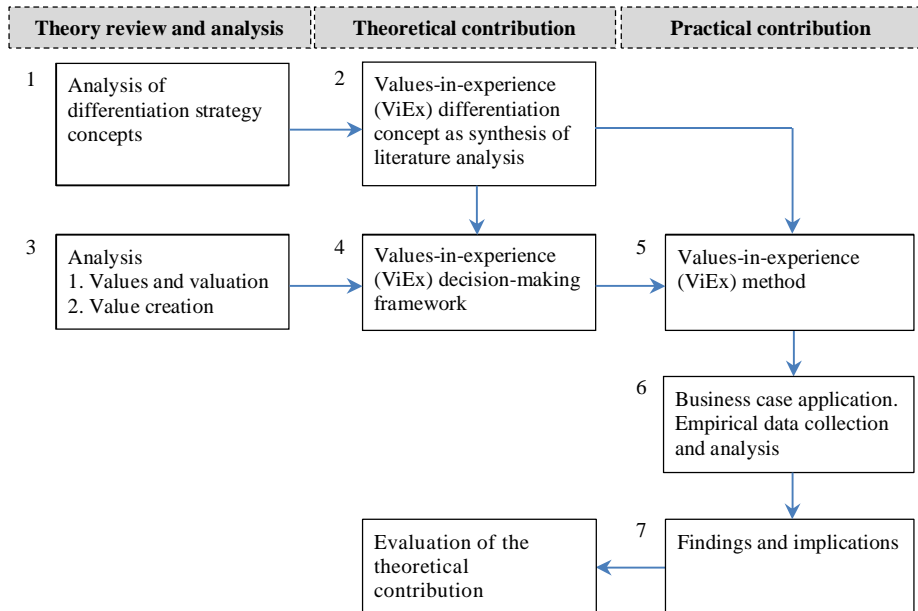 Theory review and analysis
Theoretical contribution
Practical contribution
1
Analysis of
differentiation strategy
concepts
2
Values-in-experience
(ViEx) differentiation
concept as synthesis of
literature analysis
3
Analysis
1. Values and valuation
2. Value creation
4
Values-in-experience
(ViEx) decision-making
framework
5
Values-in-experience
(ViEx) method
6
Business case application.
Empirical data collection
and analysis
7
Findings and implications
Evaluation of the
theoretical
contribution